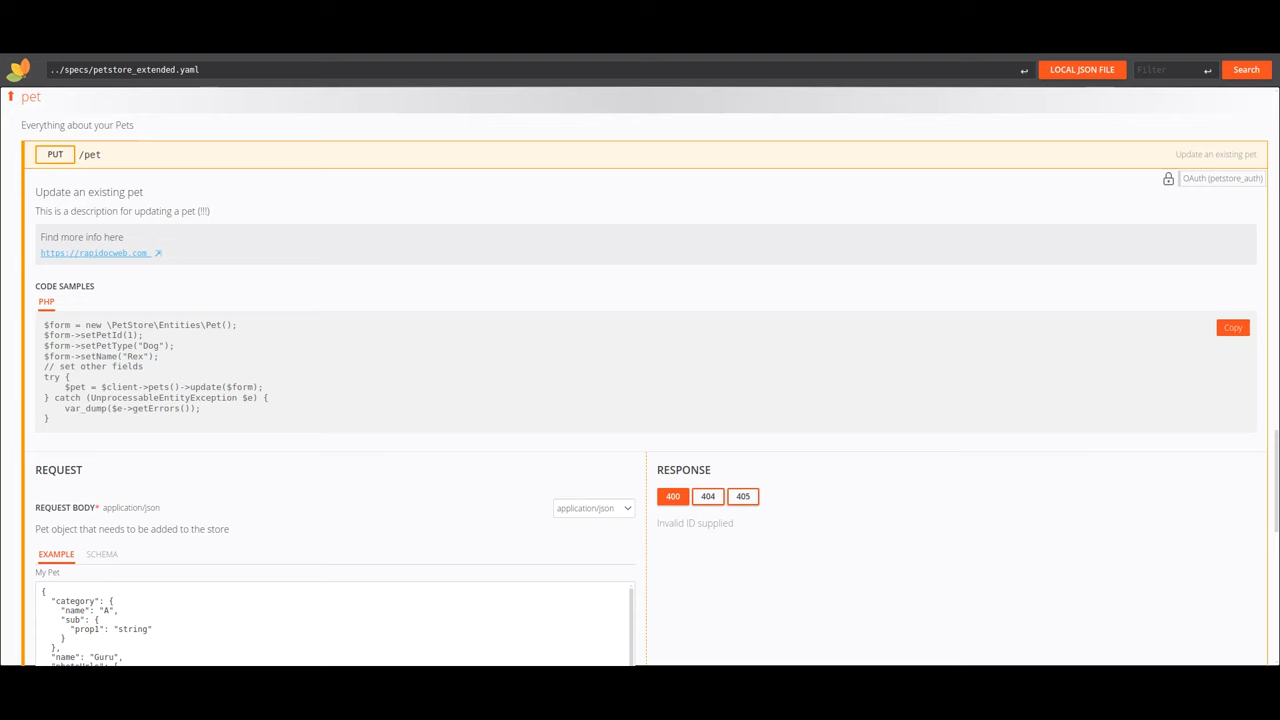 ../specs/petstore_extended.yaml
LOCAL JSON FILE
Filter
Search
pet
Everything about your Pets
PUT /pet
Update an existing pet
OAuth (petstore_auth)
Update an existing pet
This is a description for updating a pet (!!!)
Find more info here
https://rapidocweb.com
CODE SAMPLES
PHP
Copy
$form = new \PetStore\Entities\Pet();
$form->setPetId(1);
$form->setPetType("Dog");
$form->setName("Rex");
// set other fields
try {
    $pet = $client->pets()->update($form);
} catch (UnprocessableEntityException $e) {
    var_dump($e->getErrors());
}
REQUEST
REQUEST BODY* application/json
application/json
Pet object that needs to be added to the store
EXAMPLE SCHEMA
My Pet
{
  "category": {
    "name": "A",
    "sub": {
      "prop1": "string"
    }
  },
  "name": "Guru",
RESPONSE
400 404 405
Invalid ID supplied